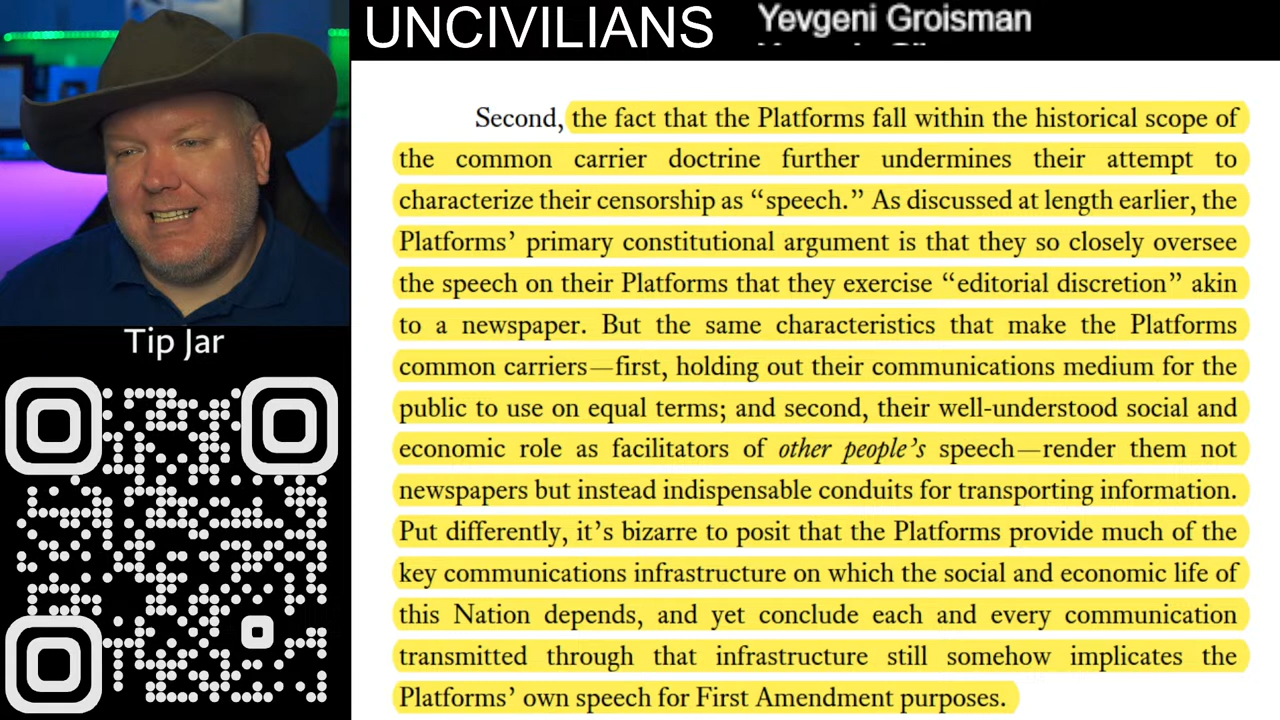 UNCIVILIANS
Yevgeni Groisman
Tip Jar
Second, the fact that the Platforms fall within the historical scope of
the common carrier doctrine further undermines their attempt to
characterize their censorship as “speech.” As discussed at length earlier, the
Platforms’ primary constitutional argument is that they so closely oversee
the speech on their Platforms that they exercise “editorial discretion” akin
to a newspaper. But the same characteristics that make the Platforms
common carriers—first, holding out their communications medium for the
public to use on equal terms; and second, their well-understood social and
economic role as facilitators of other people’s speech—render them not
newspapers but instead indispensable conduits for transporting information.
Put differently, it’s bizarre to posit that the Platforms provide much of the
key communications infrastructure on which the social and economic life of
this Nation depends, and yet conclude each and every communication
transmitted through that infrastructure still somehow implicates the
Platforms’ own speech for First Amendment purposes.